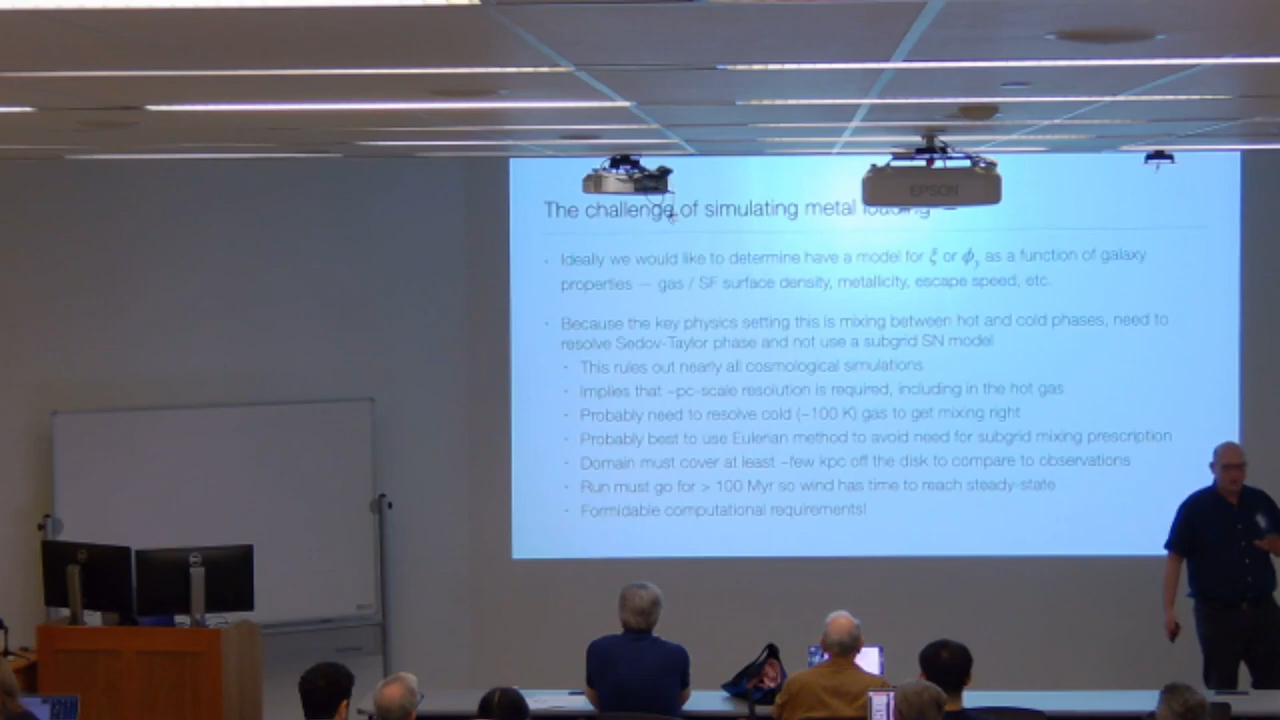 EPSON
The challenge of simulating metal loading
· Ideally we would like to determine have a model for ξ or ϕy as a function of galaxy
properties — gas / SF surface density, metallicity, escape speed, etc.
· Because the key physics setting this is mixing between hot and cold phases, need to
resolve Sedov-Taylor phase and not use a subgrid SN model
· This rules out nearly all cosmological simulations
· Implies that ~pc-scale resolution is required, including in the hot gas
· Probably need to resolve cold (~100 K) gas to get mixing right
· Probably best to use Eulerian method to avoid need for subgrid mixing prescription
· Domain must cover at least ~few kpc off the disk to compare to observations
· Run must go for > 100 Myr so wind has time to reach steady-state
· Formidable computational requirements!